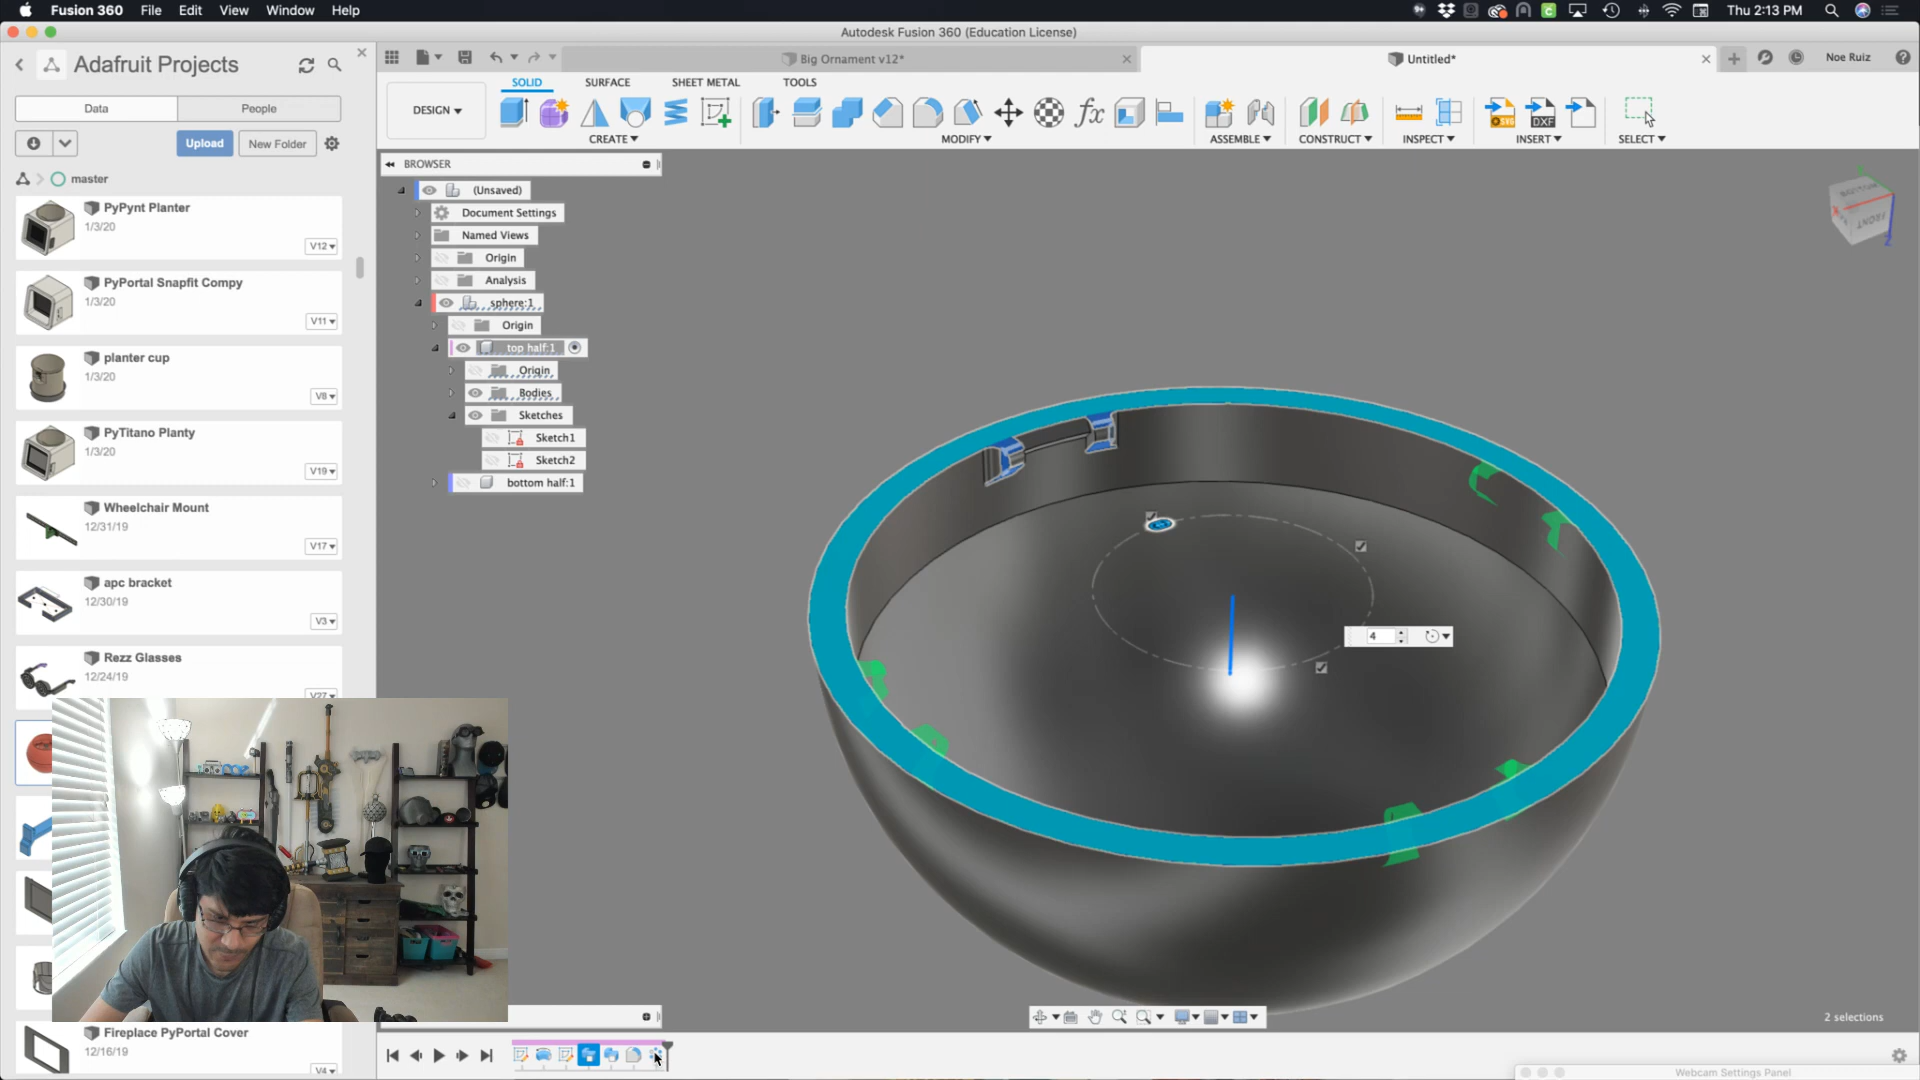 Fusion 360 File Edit View Window Help Thu 2:13 PM
Autodesk Fusion 360 (Education License)
Adafruit Projects
Big Ornament v12* Untitled* Noe Ruiz
SOLID SURFACE SHEET METAL TOOLS
Data People
DESIGN
Upload New Folder
CREATE MODIFY ASSEMBLE CONSTRUCT INSPECT INSERT SELECT
master
BROWSER
(Unsaved)
Document Settings
Named Views
Origin
Analysis
sphere:1
Origin
top half:1
Origin
Bodies
Sketches
Sketch1
Sketch2
bottom half:1
PyPynt Planter
1/3/20
V12
PyPortal Snapfit Compy
1/3/20
V11
planter cup
1/3/20
V8
PyTitano Planty
1/3/20
V19
Wheelchair Mount
12/31/19
V17
apc bracket
12/30/19
V3
Rezz Glasses
12/24/19
V27
Fireplace PyPortal Cover
12/16/19
V4
BOTTOM
FRONT
Z
4
2 selections
Webcam Settings Panel